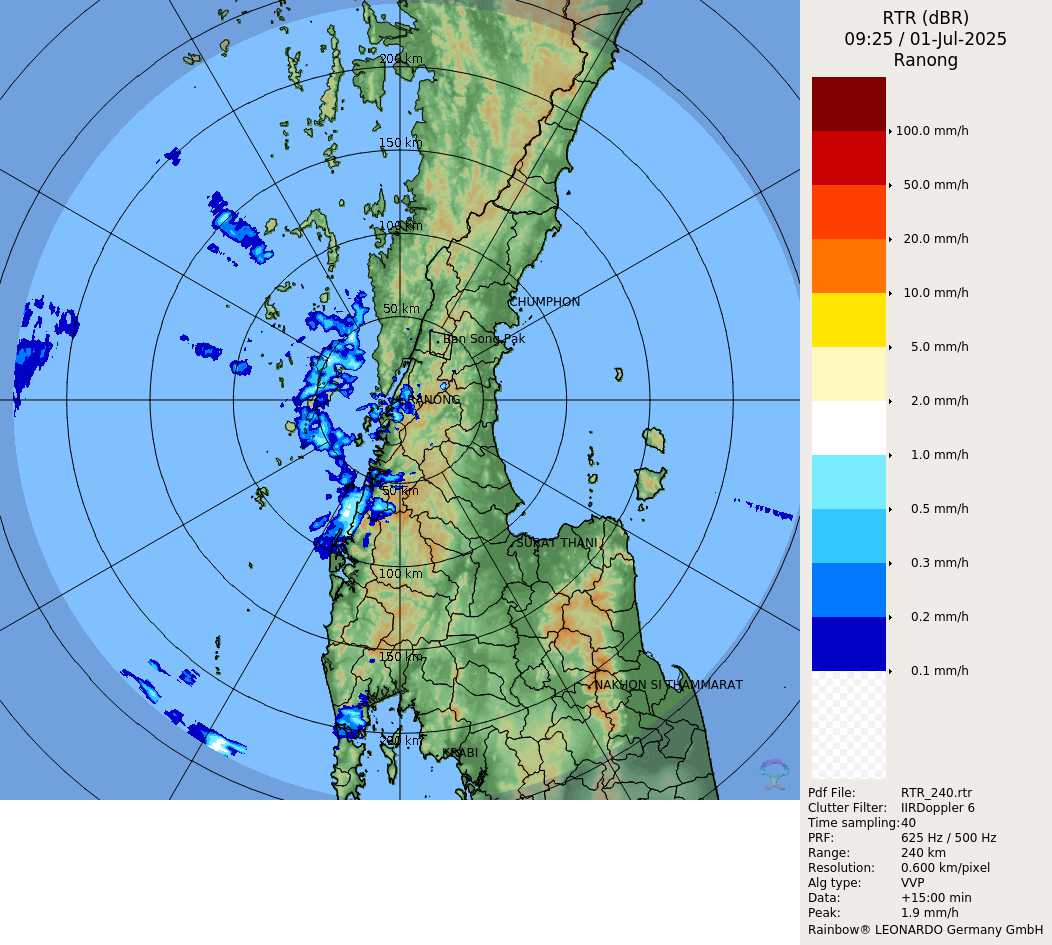 RTR (dBR)
09:25 / 01-Jul-2025
Ranong
100.0 mm/h
50.0 mm/h
20.0 mm/h
10.0 mm/h
5.0 mm/h
2.0 mm/h
1.0 mm/h
0.5 mm/h
0.3 mm/h
0.2 mm/h
0.1 mm/h
200 km
150 km
100 km
CHUMPHON
50 km
Ban Song Pak
RANONG
50 km
SURAT THANI
100 km
150 km
NAKHON SI THAMMARAT
200 km
KRABI
Pdf File: RTR_240.rtr
Clutter Filter: IIRDoppler 6
Time sampling:40
PRF: 625 Hz / 500 Hz
Range: 240 km
Resolution: 0.600 km/pixel
Alg type: VVP
Data: +15:00 min
Peak: 1.9 mm/h
Rainbow® LEONARDO Germany GmbH